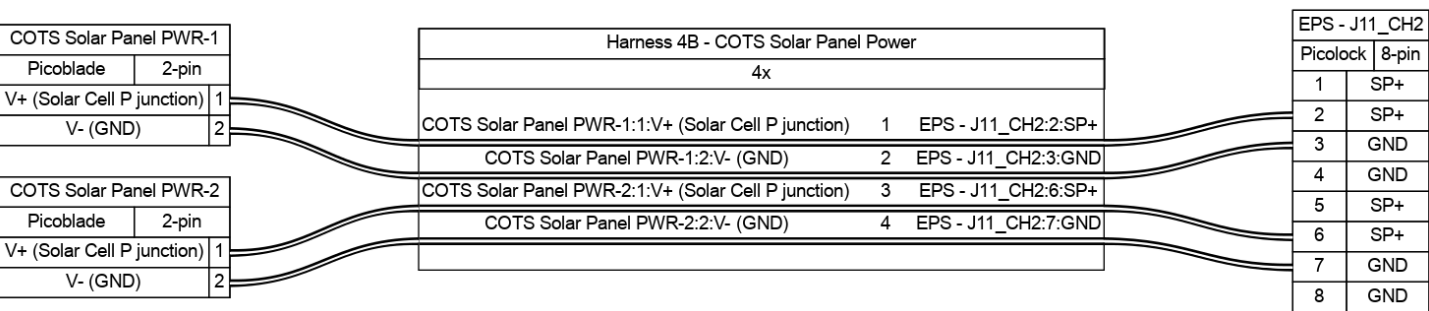 COTS Solar Panel PWR-1
Picoblade 2-pin
V+ (Solar Cell P junction) 1
V- (GND) 2
COTS Solar Panel PWR-2
Picoblade 2-pin
V+ (Solar Cell P junction) 1
V- (GND) 2
Harness 4B - COTS Solar Panel Power
4x
COTS Solar Panel PWR-1:1:V+ (Solar Cell P junction) 1 EPS - J11_CH2:2:SP+
COTS Solar Panel PWR-1:2:V- (GND) 2 EPS - J11_CH2:3:GND
COTS Solar Panel PWR-2:1:V+ (Solar Cell P junction) 3 EPS - J11_CH2:6:SP+
COTS Solar Panel PWR-2:2:V- (GND) 4 EPS - J11_CH2:7:GND
EPS - J11_CH2
Picolock 8-pin
1 SP+
2 SP+
3 GND
4 GND
5 SP+
6 SP+
7 GND
8 GND